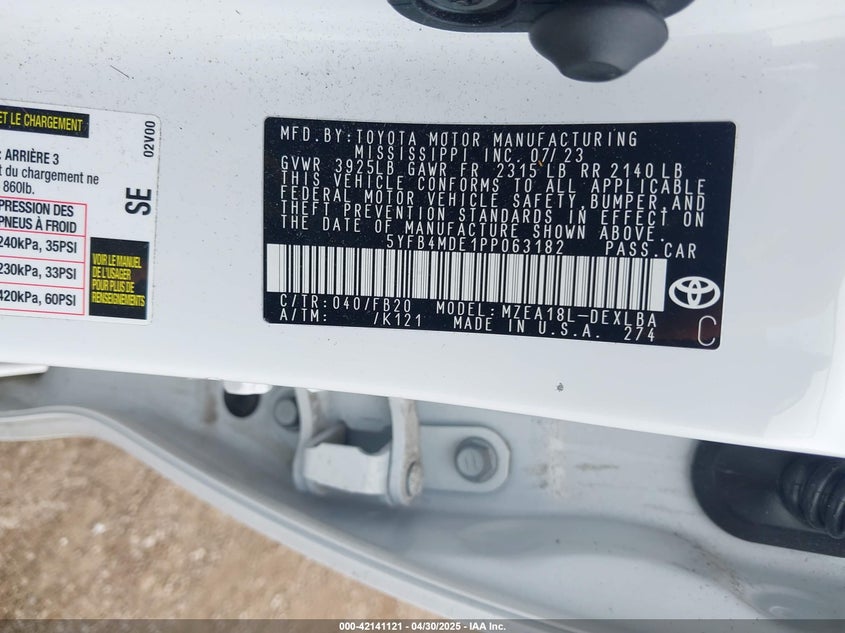 ET LE CHARGEMENT
: ARRIÈRE 3
t du chargement ne
860lb.
PRESSION DES
PNEUS À FROID
240kPa, 35PSI
230kPa, 33PSI
420kPa, 60PSI
VOIR LE MANUEL
DE L'USAGER
POUR PLUS DE
RENSEIGNEMENTS
SE
02V00
MFD.BY:TOYOTA MOTOR MANUFACTURING
MISSISSIPPI INC. 07/23
GVWR 3925LB GAWR FR 2315LB RR 2140LB
THIS VEHICLE CONFORMS TO ALL APPLICABLE
FEDERAL MOTOR VEHICLE SAFETY, BUMPER, AND
THEFT PREVENTION STANDARDS IN EFFECT ON
THE DATE OF MANUFACTURE SHOWN ABOVE.
5YFB4MDE1PP063182 PASS.CAR
C/TR: 040/FB20 MODEL: MZEA18L-DEXLBA
A/TM: /K121 MADE IN U.S.A. 274
C
000-42141121 - 04/30/2025 - IAA Inc.